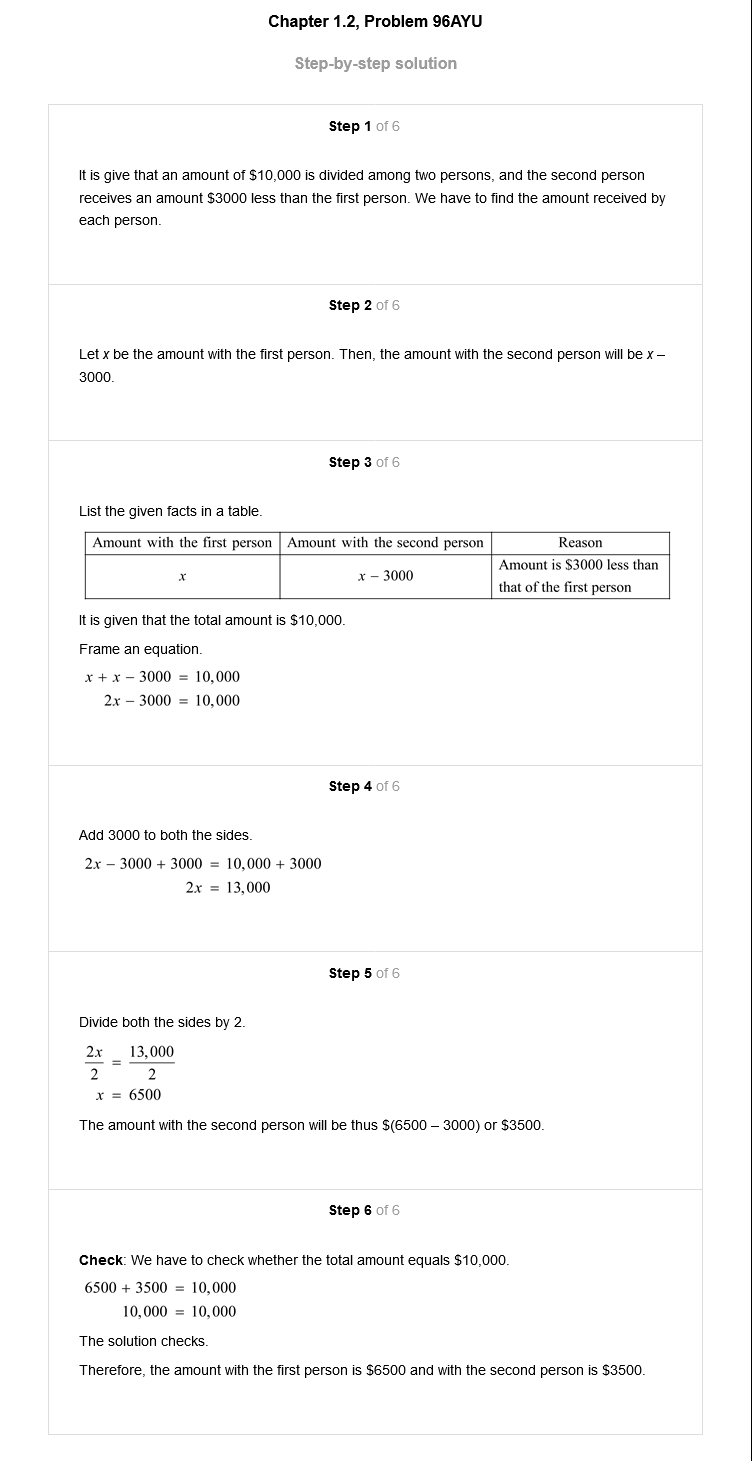 Chapter 1.2, Problem 96AYU
Step-by-step solution
Step 1 of 6
It is give that an amount of $10,000 is divided among two persons, and the second person
receives an amount $3000 less than the first person. We have to find the amount received by
each person.
Step 2 of 6
Let x be the amount with the first person. Then, the amount with the second person will be x –
3000.
Step 3 of 6
List the given facts in a table.
Amount with the first person Amount with the second person Reason
x x − 3000 Amount is $3000 less than
that of the first person
It is given that the total amount is $10,000.
Frame an equation.
x + x − 3000 = 10,000
2x − 3000 = 10,000
Step 4 of 6
Add 3000 to both the sides.
2x − 3000 + 3000 = 10,000 + 3000
2x = 13,000
Step 5 of 6
Divide both the sides by 2.
2x/2 = 13,000/2
x = 6500
The amount with the second person will be thus $(6500 – 3000) or $3500.
Step 6 of 6
Check: We have to check whether the total amount equals $10,000.
6500 + 3500 = 10,000
10,000 = 10,000
The solution checks.
Therefore, the amount with the first person is $6500 and with the second person is $3500.